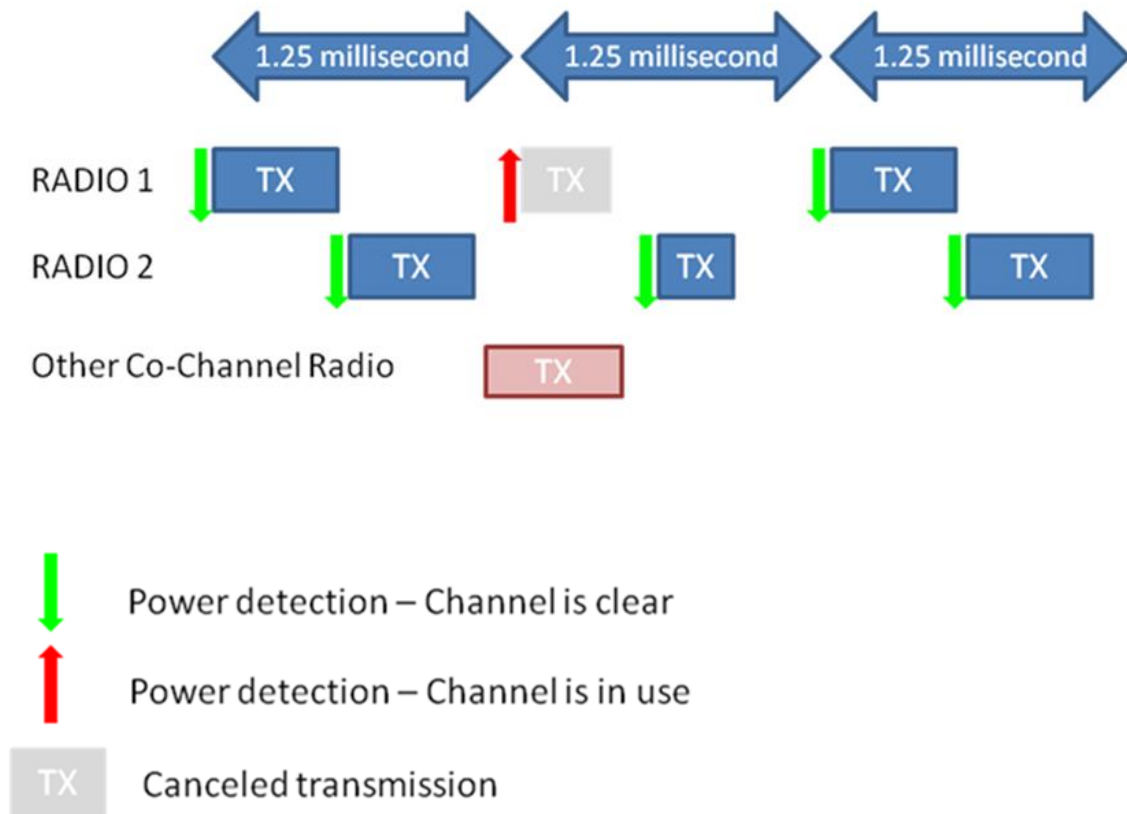 1.25 millisecond 1.25 millisecond 1.25 millisecond
RADIO 1 TX TX TX
RADIO 2 TX TX TX
Other Co-Channel Radio TX
Power detection – Channel is clear
Power detection – Channel is in use
TX Canceled transmission